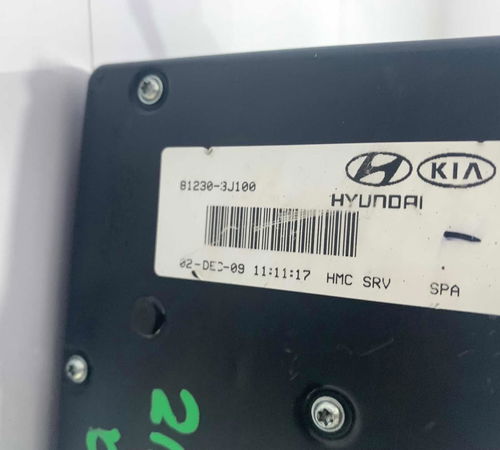 81230-3J100
HYUNDAI
KIA
02-DEC-09 11:11:17 HMC SRV SPA